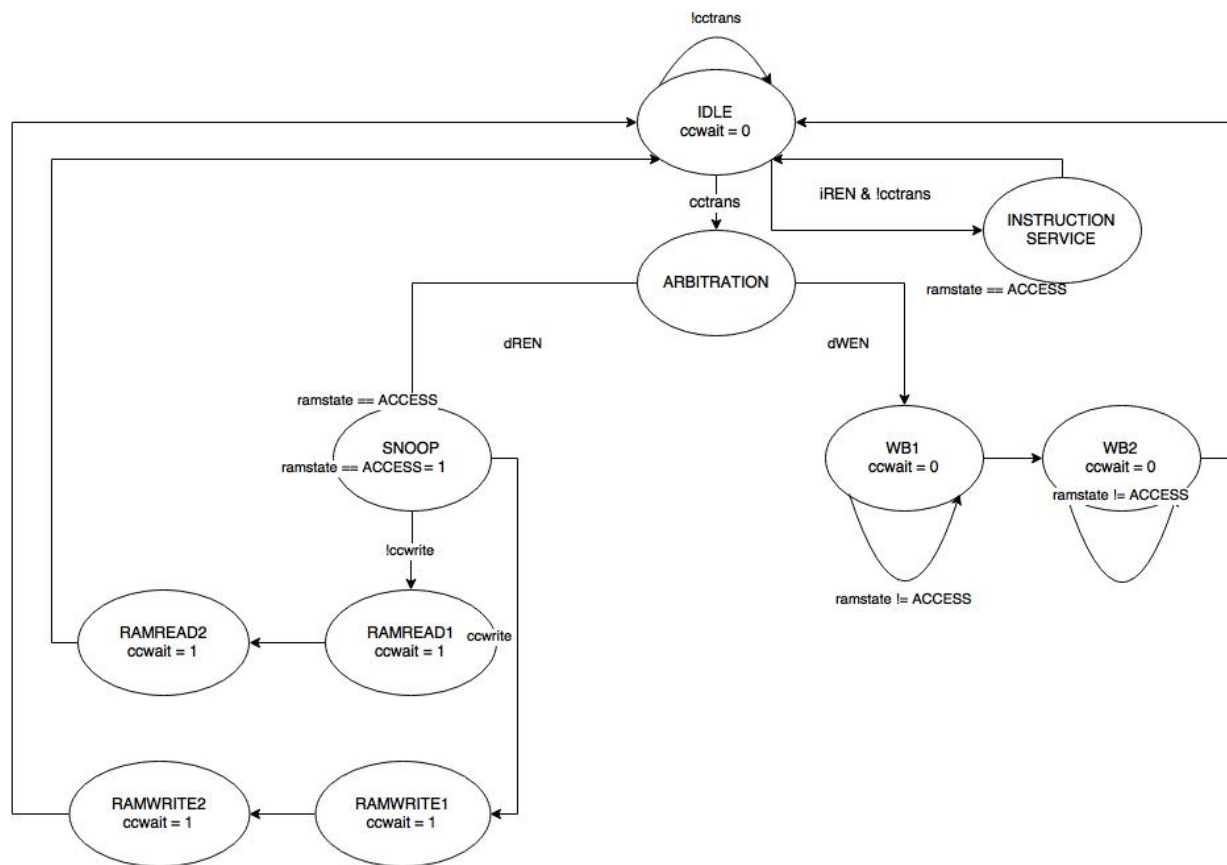 !cctrans
IDLE
ccwait = 0
cctrans
iREN & !cctrans
INSTRUCTION
SERVICE
ramstate == ACCESS
ARBITRATION
dREN
dWEN
ramstate == ACCESS
SNOOP
ramstate == ACCESS = 1
WB1
ccwait = 0
WB2
ccwait = 0
ramstate != ACCESS
!ccwrite
ramstate != ACCESS
RAMREAD2
ccwait = 1
RAMREAD1
ccwait = 1
ccwrite
RAMWRITE2
ccwait = 1
RAMWRITE1
ccwait = 1